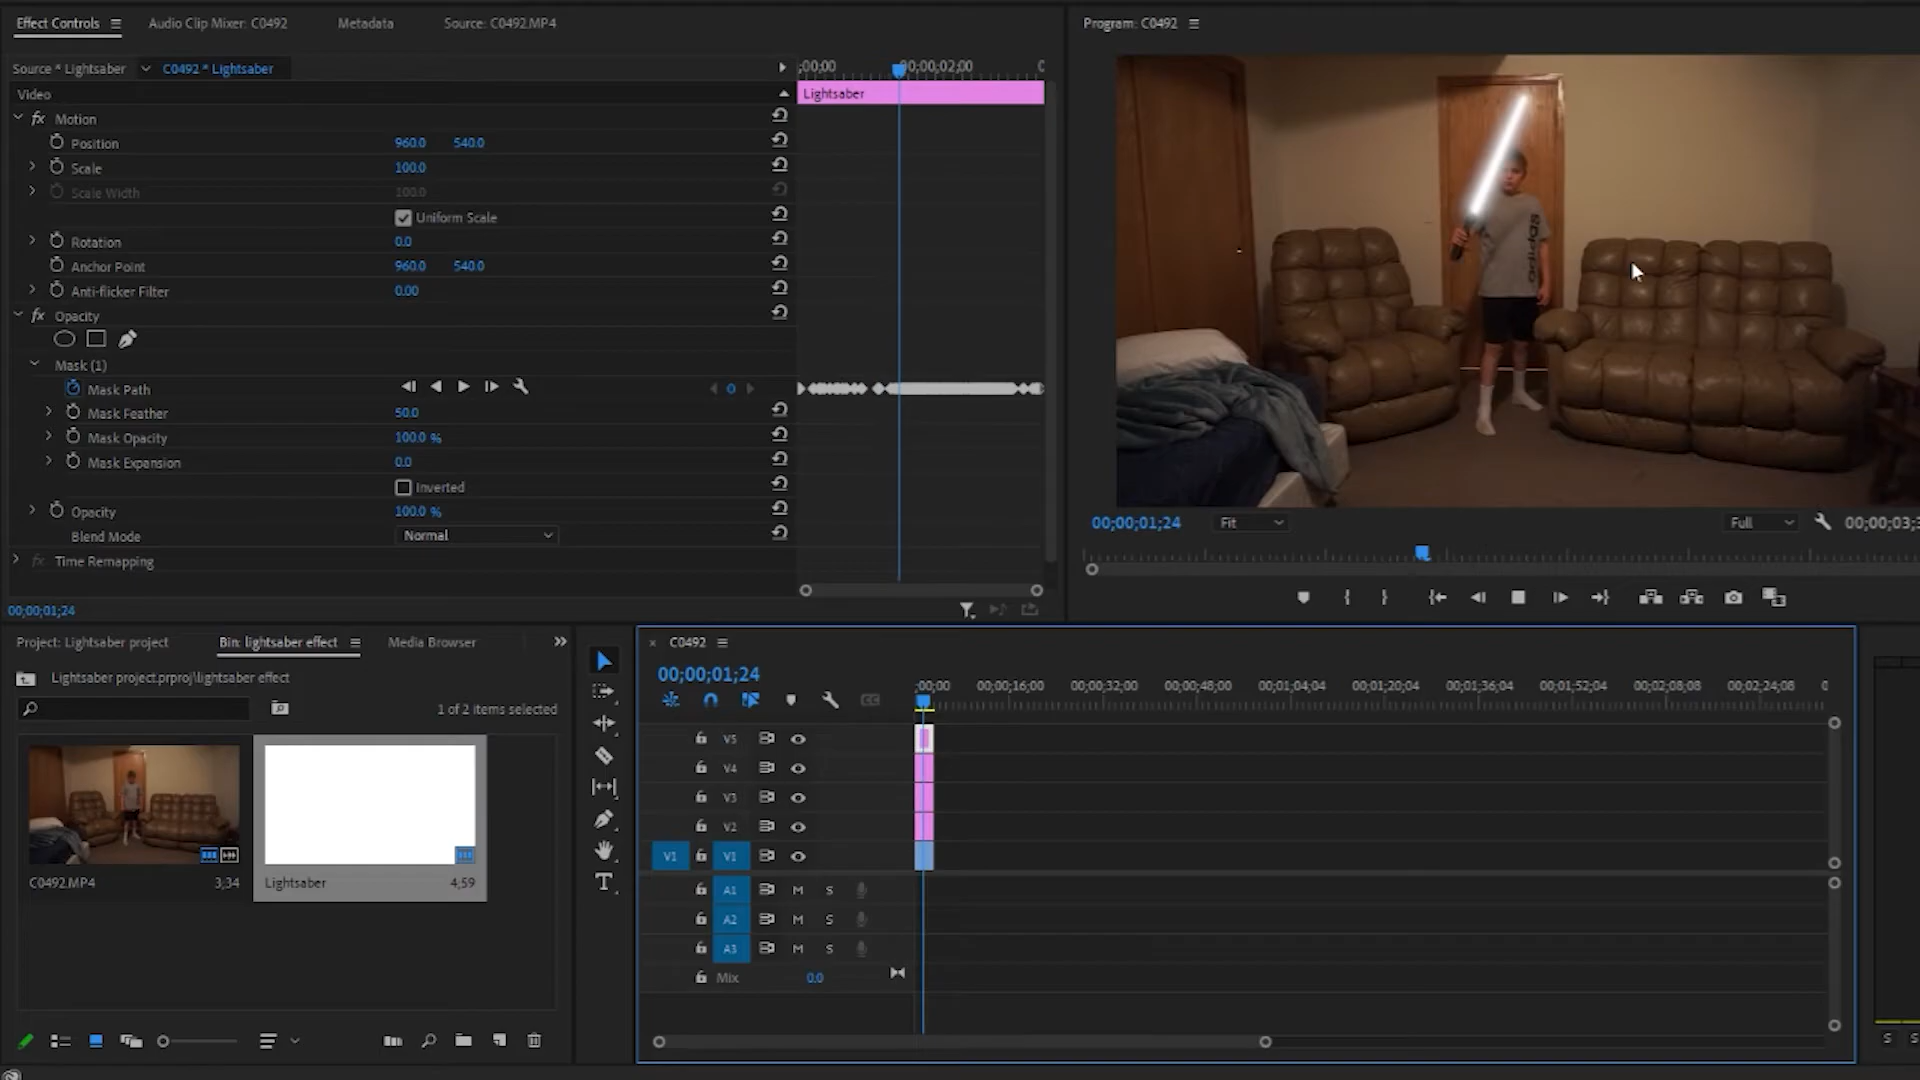 Effect Controls Audio Clip Mixer: C0492 Metadata Source: C0492.MP4
Source * Lightsaber C0492 * Lightsaber
;00;00 00;00;02;00 0
Video
Lightsaber
fx Motion
Position 960.0 540.0
Scale 100.0
Scale Width 100.0
Uniform Scale
Rotation 0.0
Anchor Point 960.0 540.0
Anti-flicker Filter 0.00
fx Opacity
Mask (1)
Mask Path
Mask Feather 50.0
Mask Opacity 100.0 %
Mask Expansion 0.0
Inverted
Opacity 100.0 %
Blend Mode Normal
fx Time Remapping
00;00;01;24
Program: C0492
adidas
00;00;01;24 Fit Full 00;00;03;3
Project: Lightsaber project Bin: lightsaber effect Media Browser
Lightsaber project.prproj\lightsaber effect
1 of 2 items selected
C0492.MP4 3;34
Lightsaber 4;59
C0492
00;00;01;24
;00;00 00;00;16;00 00;00;32;00 00;00;48;00 00;01;04;04 00;01;20;04 00;01;36;04 00;01;52;04 00;02;08;08 00;02;24;08 0
V5
V4
V3
V2
V1 V1
A1 M S
A2 M S
A3 M S
Mix 0.0
S S